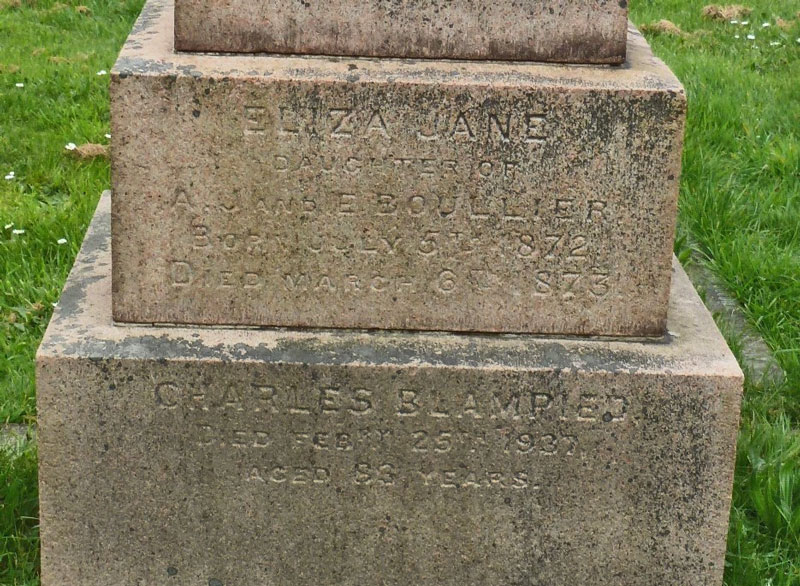 ELIZA JANE
DAUGHTER OF
A.J AND E. BOULLIER
BORN JULY 5TH 1872
DIED MARCH 6TH 1873.
CHARLES BLAMPIED.
DIED FEBRY 25TH 1937.
AGED 83 YEARS.